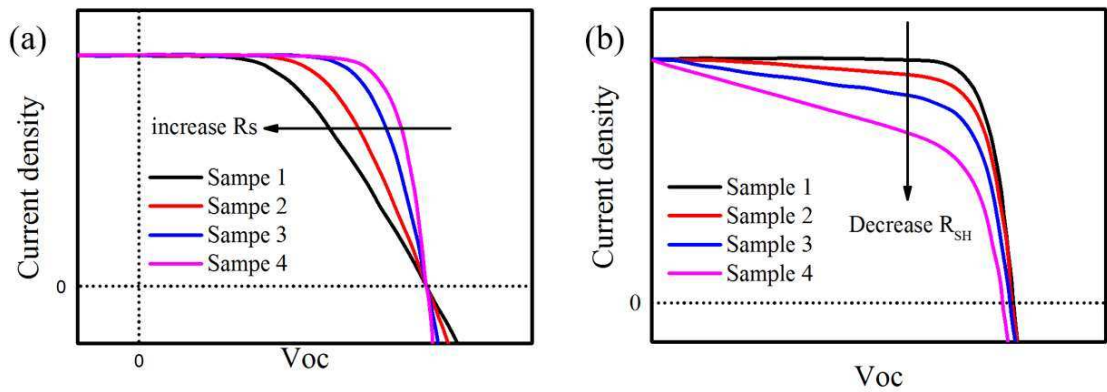 (a)
Current density
increase Rs
Sampe 1
Sampe 2
Sampe 3
Sampe 4
0
0
Voc
(b)
Current density
Sample 1
Sample 2
Sample 3
Sample 4
Decrease R_SH
0
Voc